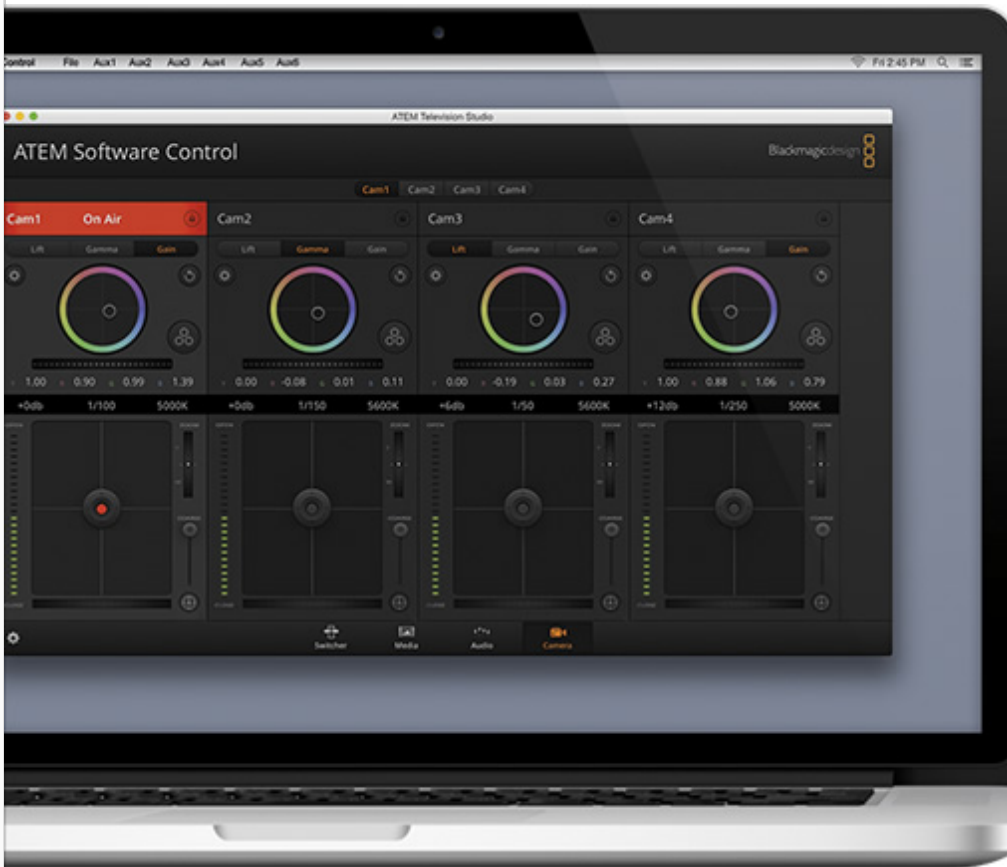 Control File Aux1 Aux2 Aux3 Aux4 Aux5 Aux6 Fri 2:45 PM
ATEM Television Studio
ATEM Software Control
Blackmagicdesign
Cam1 Cam2 Cam3 Cam4
Cam1 On Air Cam2 Cam3 Cam4
Lift Gamma Gain Lift Gamma Gain Lift Gamma Gain Lift Gamma Gain
1.00 0.90 0.99 1.39 0.00 -0.08 0.01 0.11 0.00 -0.19 0.03 0.27 1.00 0.88 1.06 0.79
+0db 1/100 5000K +0db 1/150 5600K +6db 1/50 5600K +12db 1/250 5000K
Switcher Media Audio Camera